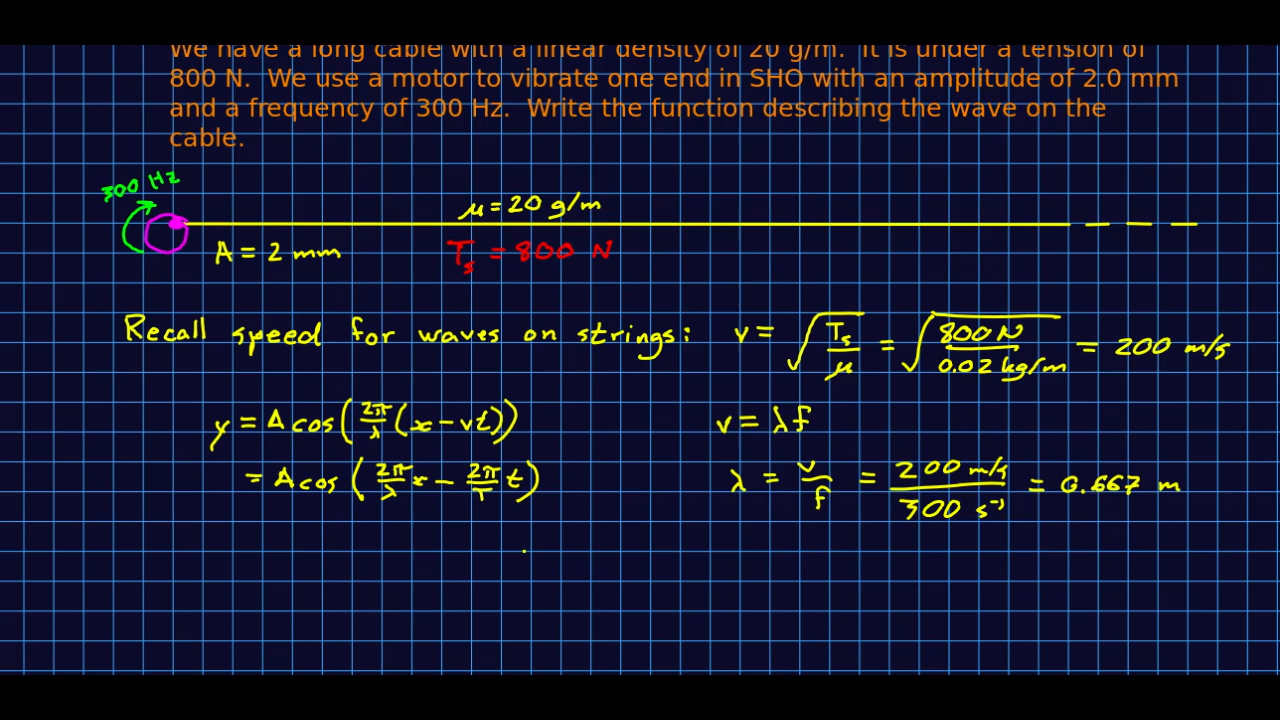 We have a long cable with a linear density of 20 g/m. It is under a tension of
800 N. We use a motor to vibrate one end in SHO with an amplitude of 2.0 mm
and a frequency of 300 Hz. Write the function describing the wave on the
cable.
300 Hz
μ = 20 g/m
A = 2 mm
T_s = 800 N
Recall speed for waves on strings: v = √(T_s/μ) = √(800 N / 0.02 kg/m) = 200 m/s
y = A cos(2π/λ (x - vt))
v = λf
= A cos(2π/λ x - 2π/T t)
λ = v/f = 200 m/s / 300 s⁻¹ = 0.667 m